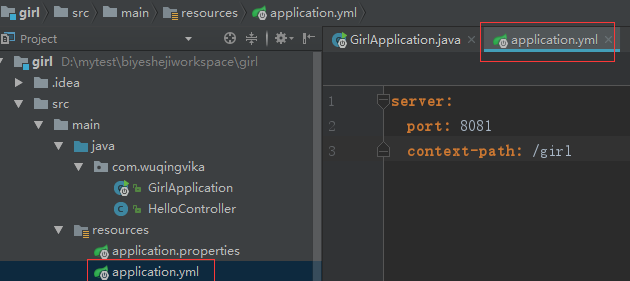 girl src main resources application.yml
Project
GirlApplication.java application.yml
girl D:\mytest\biyeshejiworkspace\girl
.idea
src
main
java
com.wuqingvika
GirlApplication
HelloController
resources
application.properties
application.yml
1 server:
2 port: 8081
3 context-path: /girl